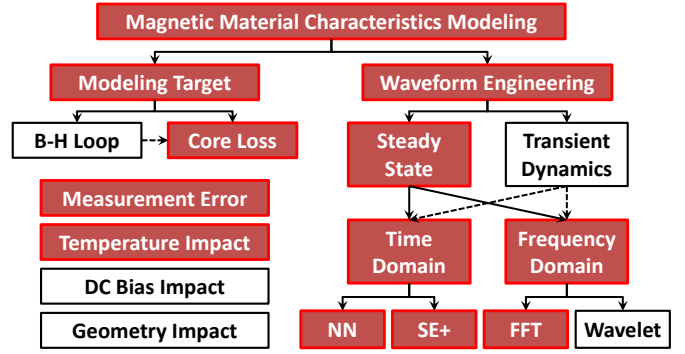 Magnetic Material Characteristics Modeling
Modeling Target
Waveform Engineering
B-H Loop
Core Loss
Steady
State
Transient
Dynamics
Measurement Error
Temperature Impact
DC Bias Impact
Geometry Impact
Time
Domain
Frequency
Domain
NN
SE+
FFT
Wavelet